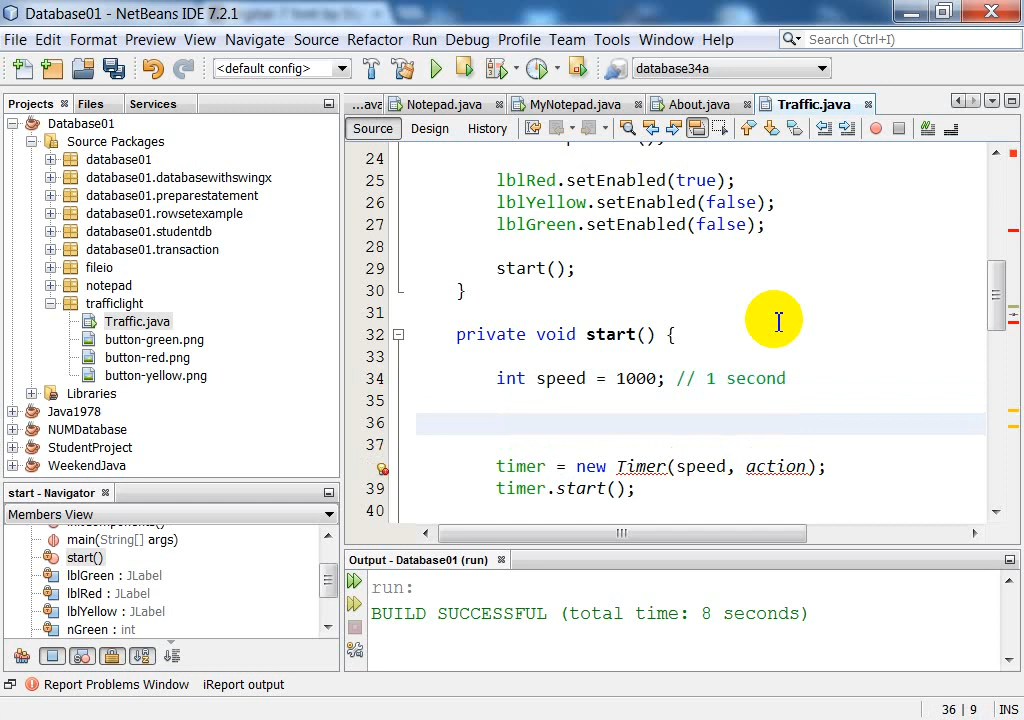 Database01 - NetBeans IDE 7.2.1
File Edit Format Preview View Navigate Source Refactor Run Debug Profile Team Tools Window Help
Search (Ctrl+I)
<default config>
database34a
Projects Files Services
...ava Notepad.java MyNotepad.java About.java Traffic.java
Source Design History
Database01
Source Packages
database01
database01.databasewithswingx
database01.preparestatement
database01.rowsetexample
database01.studentdb
database01.transaction
fileio
notepad
trafficlight
Traffic.java
button-green.png
button-red.png
button-yellow.png
Libraries
Java1978
NUMDatabase
StudentProject
WeekendJava
24
25 lblRed.setEnabled(true);
26 lblYellow.setEnabled(false);
27 lblGreen.setEnabled(false);
28
29 start();
30 }
31
32 private void start() {
33
34 int speed = 1000; // 1 second
35
36
37
timer = new Timer(speed, action);
39 timer.start();
40
start - Navigator
Members View
main(String[] args)
start()
lblGreen : JLabel
lblRed : JLabel
lblYellow : JLabel
nGreen : int
Output - Database01 (run)
run:
BUILD SUCCESSFUL (total time: 8 seconds)
Report Problems Window iReport output
36 | 9 INS